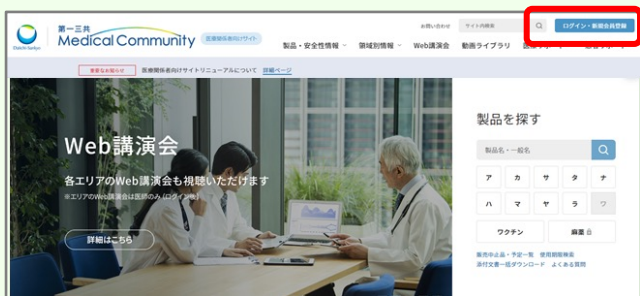 お問い合わせ
サイト内検索
ログイン・新規会員登録
Daiichi-Sankyo
第一三共
Medical Community
医療関係者向けサイト
製品・安全性情報
領域別情報
Web講演会
動画ライブラリ
重要なお知らせ
医療関係者向けサイトリニューアルについて
詳細ページ
Web講演会
各エリアのWeb講演会も視聴いただけます
※エリアのWeb講演会は医師のみ(ログイン後)
詳細はこちら
製品を探す
製品名・一般名
ア カ サ タ ナ
ハ マ ヤ ラ ワ
ワクチン 麻薬
販売中止品・予定一覧 使用期限検索
添付文書一括ダウンロード よくある質問